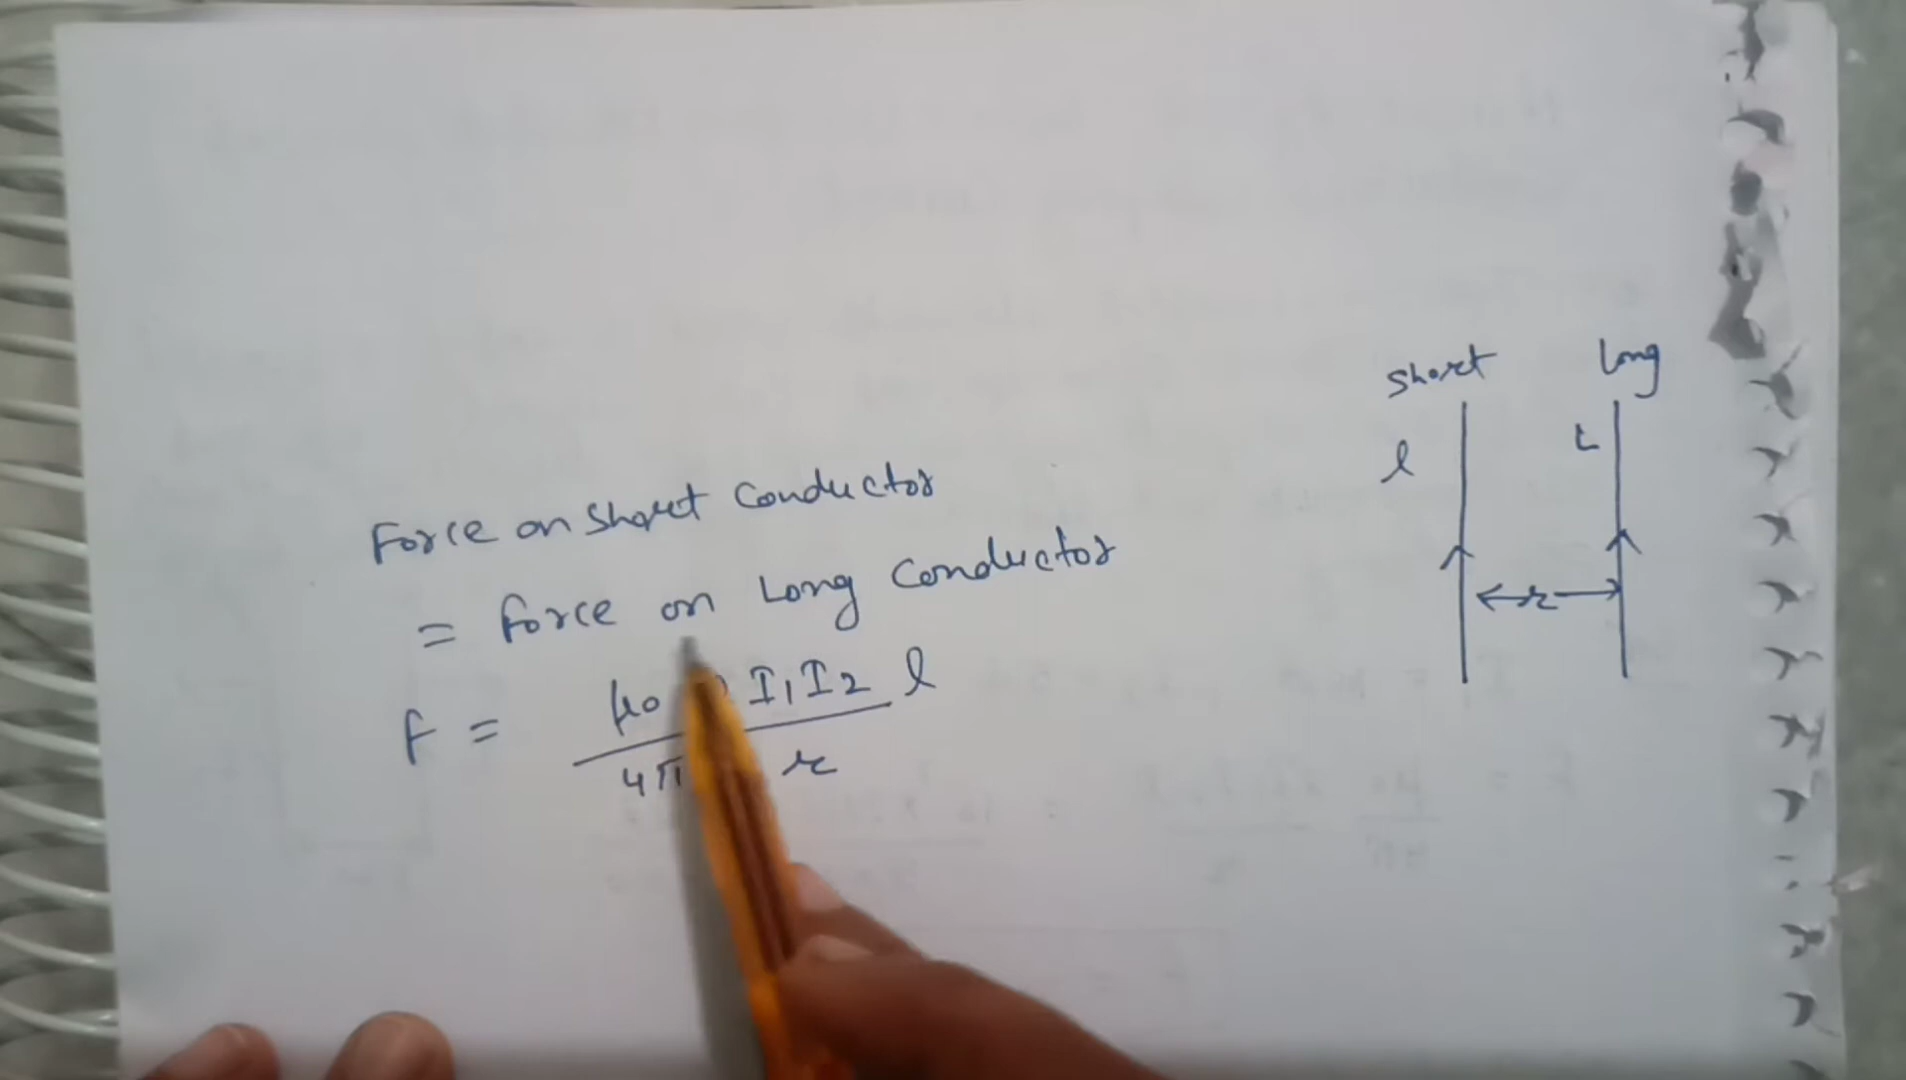 Short Long
l L
Force on Short Conductor
= Force on Long Conductor
← r →
F = μ0 I1I2 l
4π r